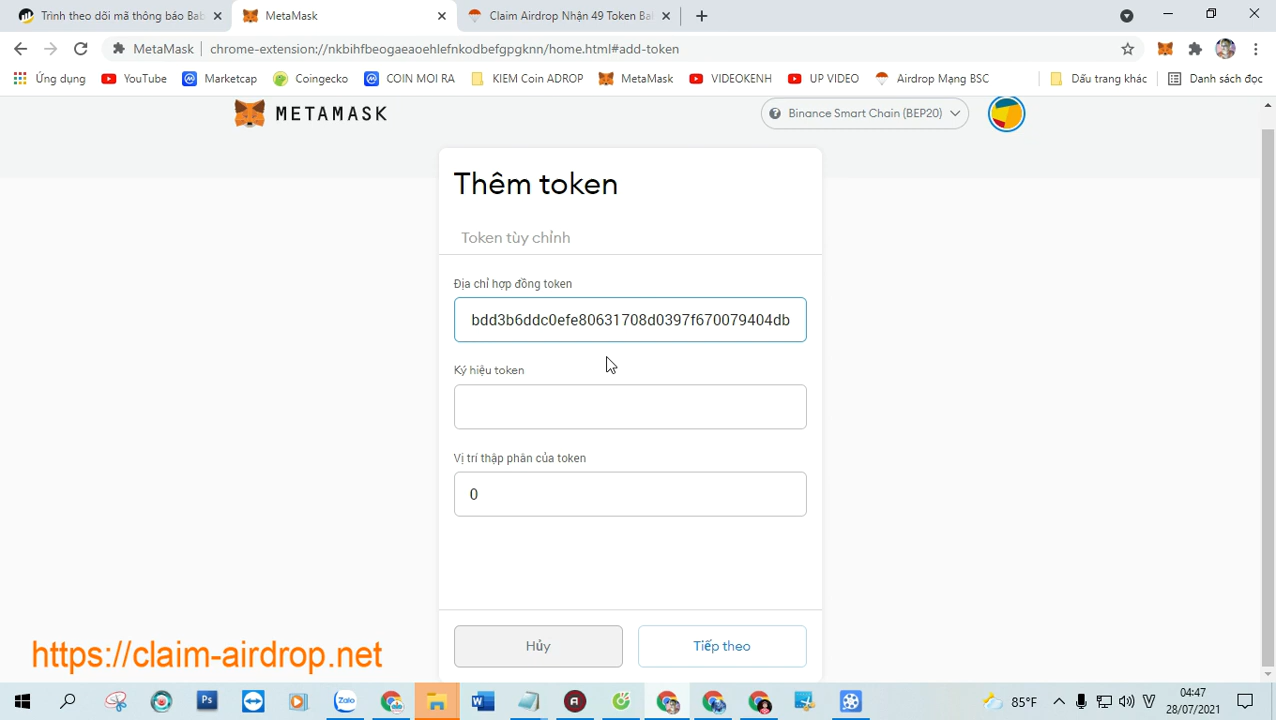 Trình theo dõi mã thông báo Bab
MetaMask
Claim Airdrop Nhận 49 Token Bal
MetaMask
chrome-extension://nkbihfbeogaeaoehlefnkodbefgpgknn/home.html#add-token
Ứng dụng
YouTube
Marketcap
Coingecko
COIN MOI RA
KIEM Coin ADROP
MetaMask
VIDEOKENH
UP VIDEO
Airdrop Mạng BSC
Dấu trang khác
Danh sách đọc
METAMASK
Binance Smart Chain (BEP20)
Thêm token
Token tùy chỉnh
Địa chỉ hợp đồng token
bdd3b6ddc0efe80631708d0397f670079404db
Ký hiệu token
Vị trí thập phân của token
0
Hủy
Tiếp theo
https://claim-airdrop.net
Ps
Zalo
85°F
V
04:47
28/07/2021